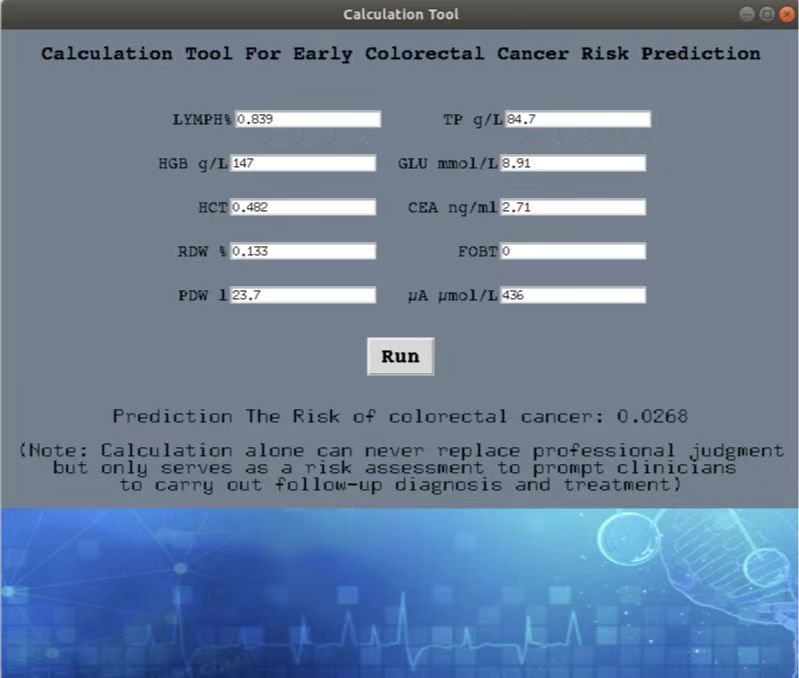 Calculation Tool
Calculation Tool For Early Colorectal Cancer Risk Prediction
LYMPH% 0.839 TP g/L 84.7
HGB g/L 147 GLU mmol/L 8.91
HCT 0.482 CEA ng/ml 2.71
RDW % 0.133 FOBT 0
PDW l 23.7 μA μmol/L 436
Run
Prediction The Risk of colorectal cancer: 0.0268
(Note: Calculation alone can never replace professional judgment
but only serves as a risk assessment to prompt clinicians
to carry out follow-up diagnosis and treatment)